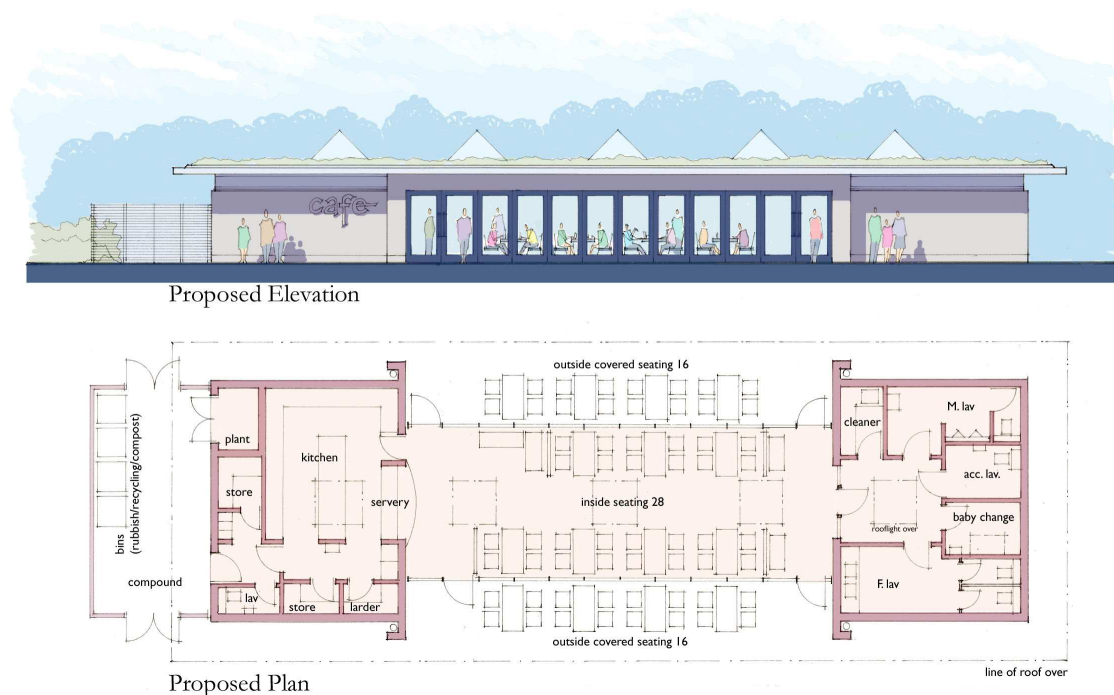 cafe
Proposed Elevation
outside covered seating 16
plant
kitchen
cleaner
M. lav
store
servery
inside seating 28
acc. lav.
rooflight over
baby change
bins
(rubbish/recycling/compost)
compound
lav
store
larder
F. lav
outside covered seating 16
line of roof over
Proposed Plan